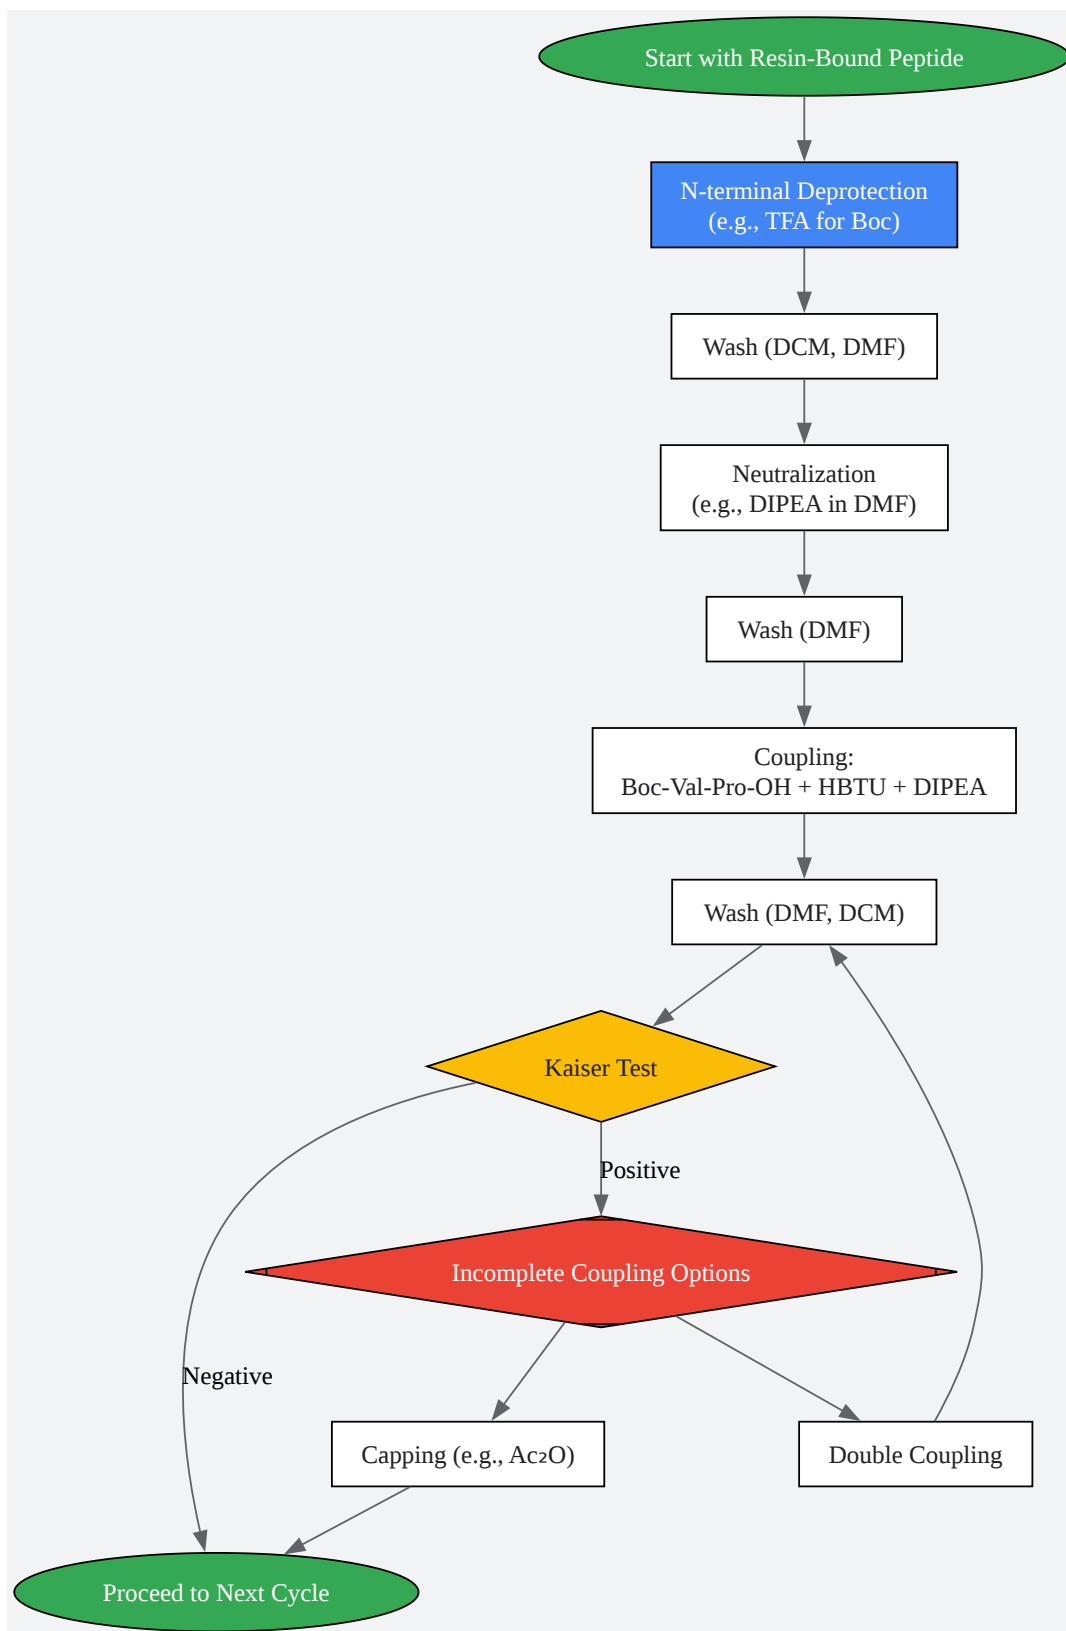 Start with Resin-Bound Peptide
N-terminal Deprotection
(e.g., TFA for Boc)
Wash (DCM, DMF)
Neutralization
(e.g., DIPEA in DMF)
Wash (DMF)
Coupling:
Boc-Val-Pro-OH + HBTU + DIPEA
Wash (DMF, DCM)
Kaiser Test
Positive
Incomplete Coupling Options
Negative
Capping (e.g., Ac₂O)
Double Coupling
Proceed to Next Cycle